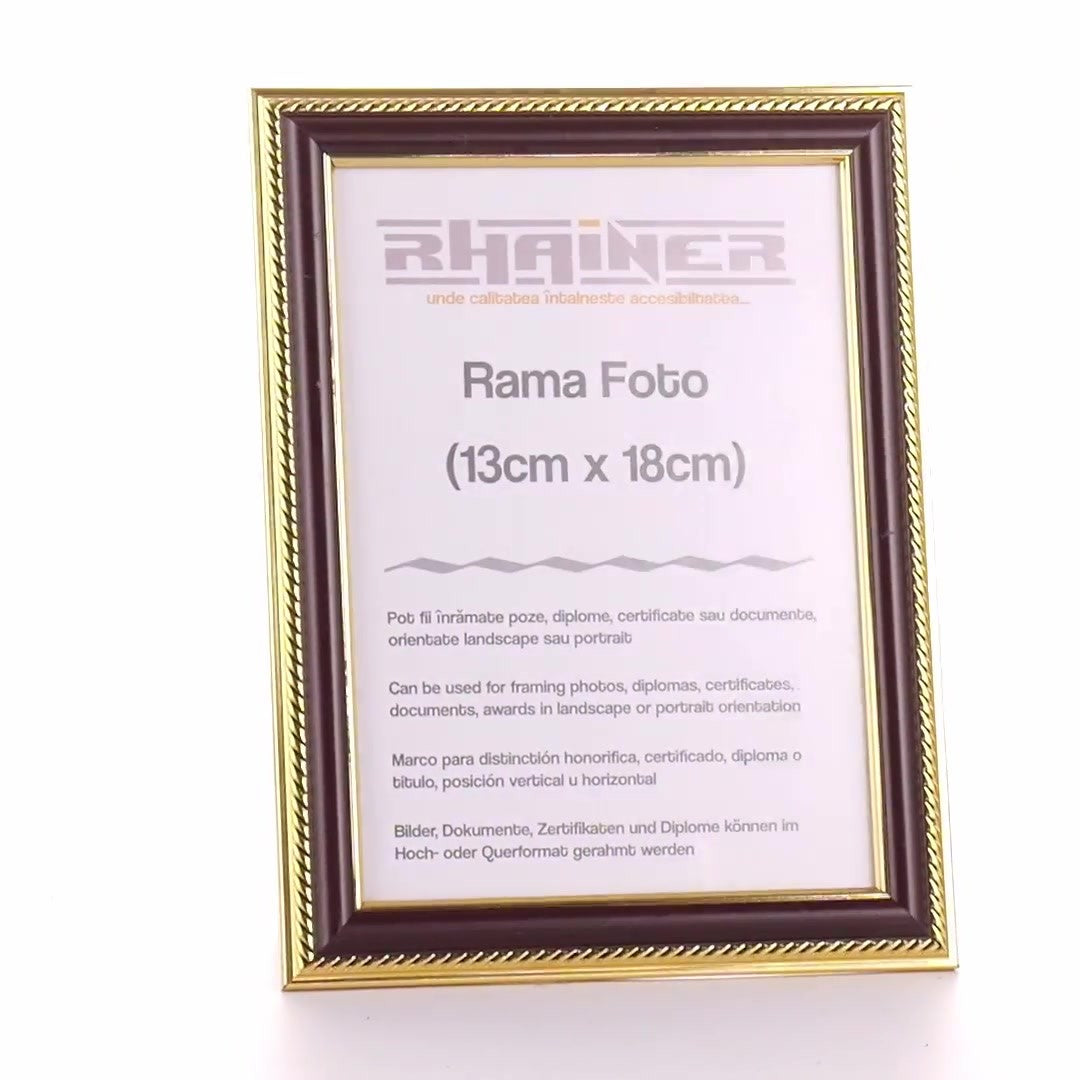 RHAINER
unde calitatea întalneste accesibilitatea...
Rama Foto
(13cm x 18cm)
Pot fii înrămate poze, diplome, certificate sau documente,
orientate landscape sau portrait
Can be used for framing photos, diplomas, certificates,
documents, awards in landscape or portrait orientation
Marco para distinctión honorifica, certificado, diploma o
titulo, posición vertical u horizontal
Bilder, Dokumente, Zertifikaten und Diplome können im
Hoch- oder Querformat gerahmt werden